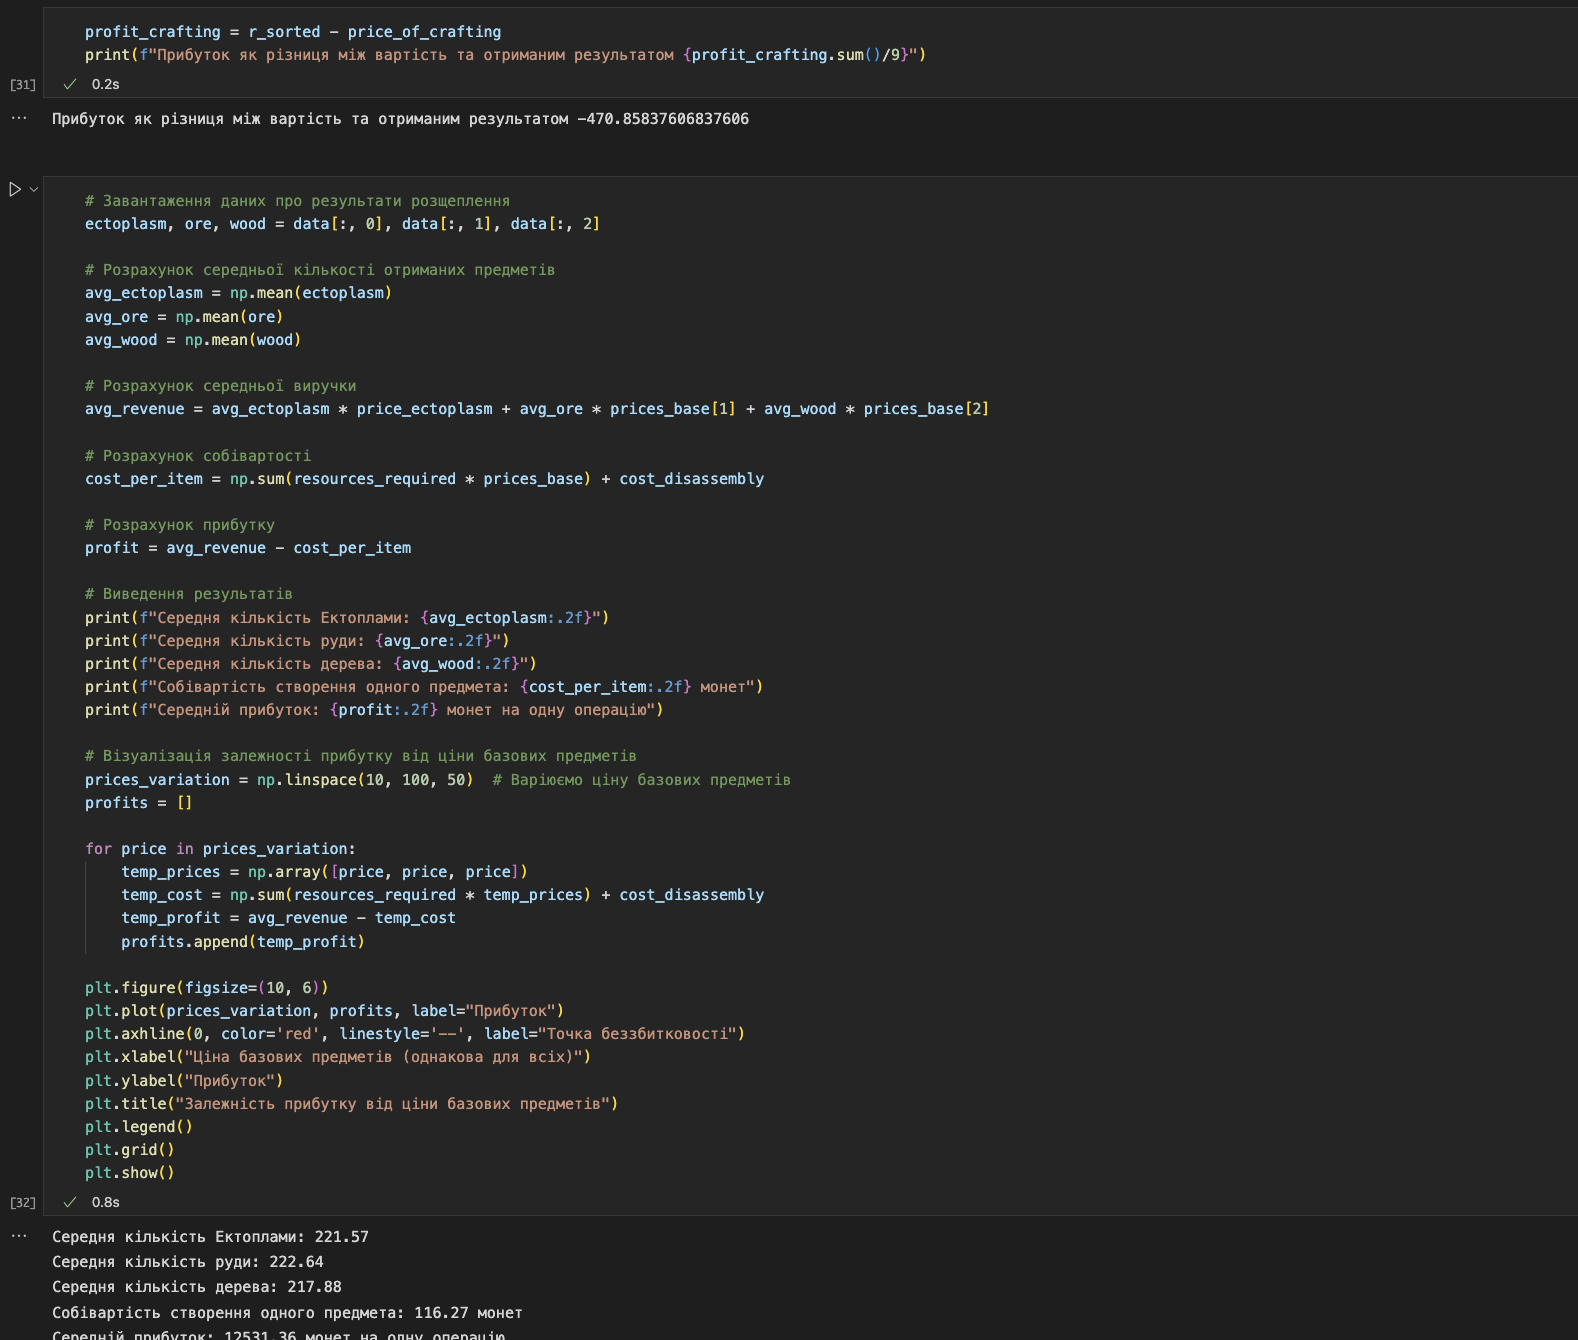 profit_crafting = r_sorted - price_of_crafting
print(f"Прибуток як різниця між вартість та отриманим результатом {profit_crafting.sum()/9}")
[31]
0.2s
... Прибуток як різниця між вартість та отриманим результатом -470.85837606837606
# Завантаження даних про результати розщеплення
ectoplasm, ore, wood = data[:, 0], data[:, 1], data[:, 2]
# Розрахунок середньої кількості отриманих предметів
avg_ectoplasm = np.mean(ectoplasm)
avg_ore = np.mean(ore)
avg_wood = np.mean(wood)
# Розрахунок середньої виручки
avg_revenue = avg_ectoplasm * price_ectoplasm + avg_ore * prices_base[1] + avg_wood * prices_base[2]
# Розрахунок собівартості
cost_per_item = np.sum(resources_required * prices_base) + cost_disassembly
# Розрахунок прибутку
profit = avg_revenue - cost_per_item
# Виведення результатів
print(f"Середня кількість Ектоплами: {avg_ectoplasm:.2f}")
print(f"Середня кількість руди: {avg_ore:.2f}")
print(f"Середня кількість дерева: {avg_wood:.2f}")
print(f"Собівартість створення одного предмета: {cost_per_item:.2f} монет")
print(f"Середній прибуток: {profit:.2f} монет на одну операцію")
# Візуалізація залежності прибутку від ціни базових предметів
prices_variation = np.linspace(10, 100, 50)  # Варіюємо ціну базових предметів
profits = []
for price in prices_variation:
    temp_prices = np.array([price, price, price])
    temp_cost = np.sum(resources_required * temp_prices) + cost_disassembly
    temp_profit = avg_revenue - temp_cost
    profits.append(temp_profit)
plt.figure(figsize=(10, 6))
plt.plot(prices_variation, profits, label="Прибуток")
plt.axhline(0, color='red', linestyle='--', label="Точка беззбитковості")
plt.xlabel("Ціна базових предметів (однакова для всіх)")
plt.ylabel("Прибуток")
plt.title("Залежність прибутку від ціни базових предметів")
plt.legend()
plt.grid()
plt.show()
[32]
0.8s
... Середня кількість Ектоплами: 221.57
Середня кількість руди: 222.64
Середня кількість дерева: 217.88
Собівартість створення одного предмета: 116.27 монет
Середній прибуток: 12531.36 монет на одну операцію